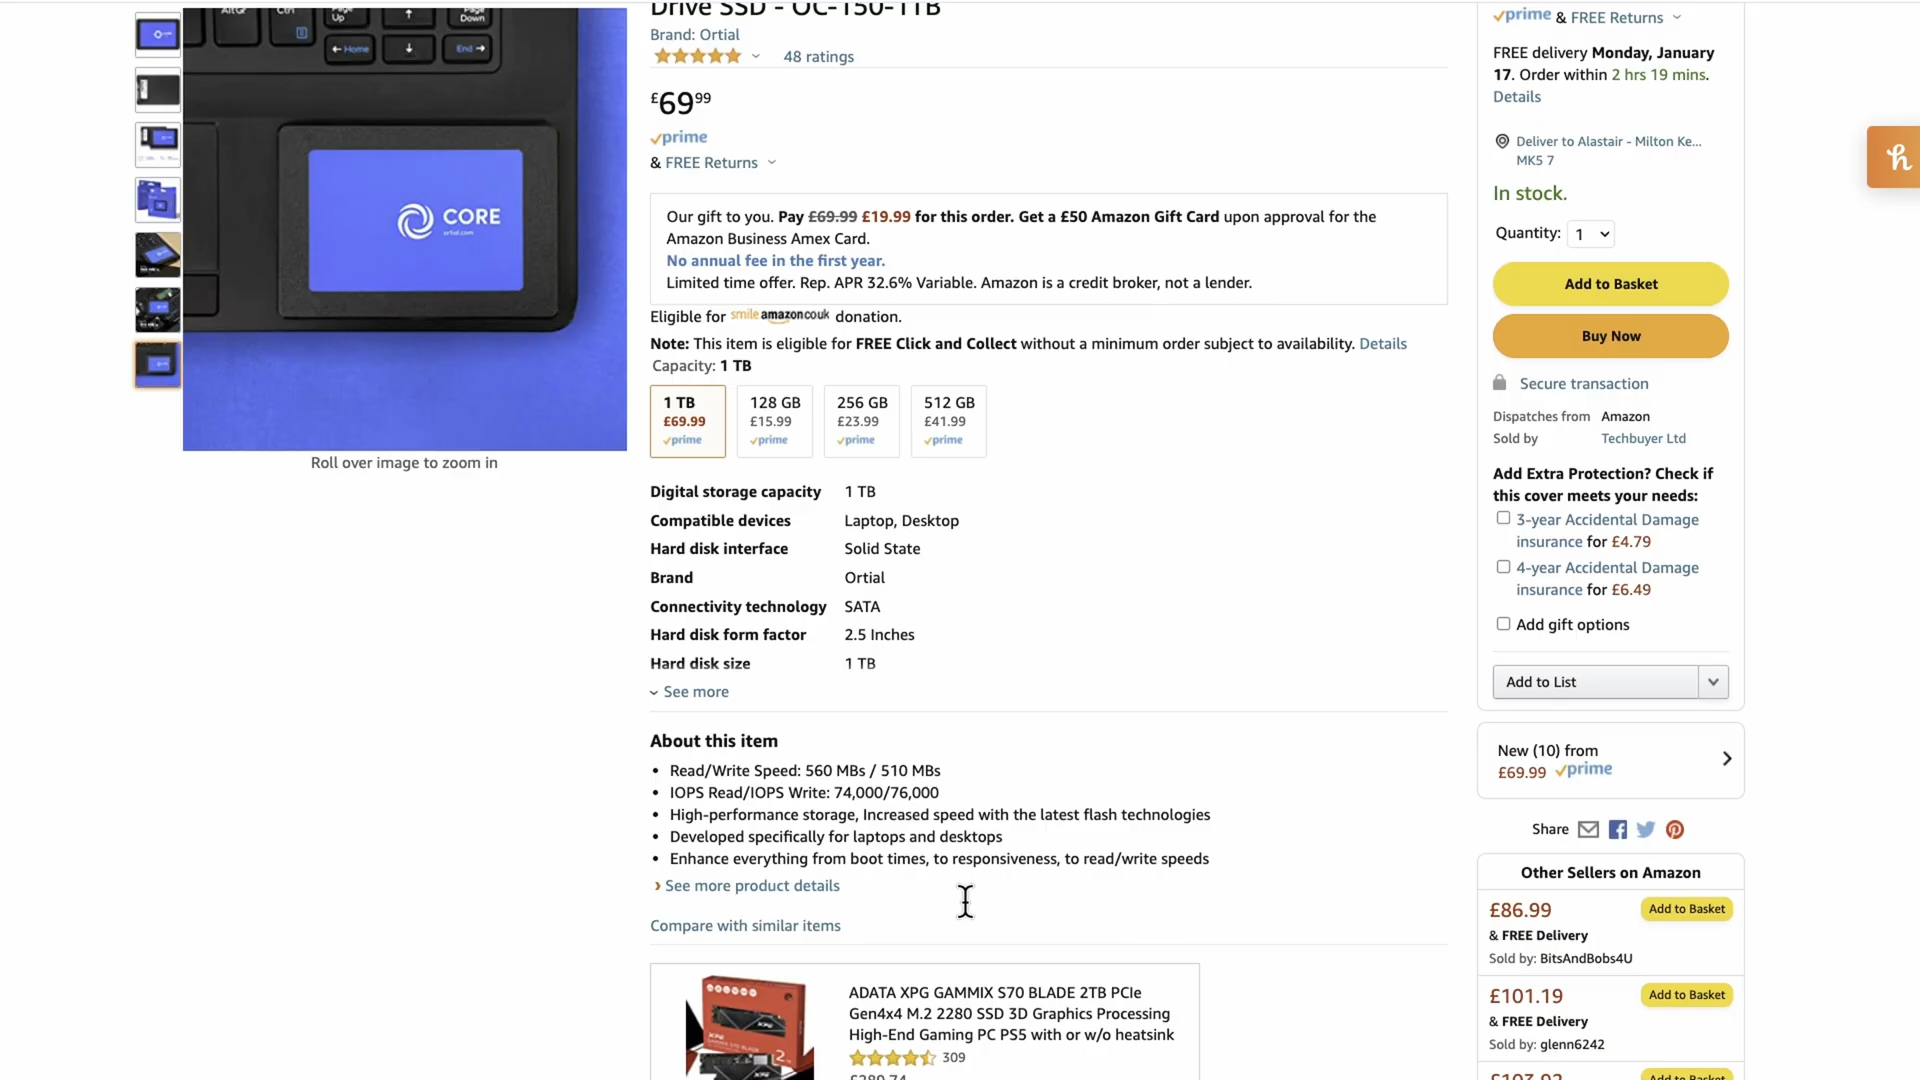 Drive SSD - OC-150-1TB
Brand: Ortial
48 ratings
£69.99
prime
& FREE Returns
Our gift to you. Pay £69.99 £19.99 for this order. Get a £50 Amazon Gift Card upon approval for the
Amazon Business Amex Card.
No annual fee in the first year.
Limited time offer. Rep. APR 32.6% Variable. Amazon is a credit broker, not a lender.
Eligible for smile.amazon.co.uk donation.
Note: This item is eligible for FREE Click and Collect without a minimum order subject to availability. Details
Capacity: 1 TB
1 TB
£69.99
prime
128 GB
£15.99
prime
256 GB
£23.99
prime
512 GB
£41.99
prime
Digital storage capacity 1 TB
Compatible devices Laptop, Desktop
Hard disk interface Solid State
Brand Ortial
Connectivity technology SATA
Hard disk form factor 2.5 Inches
Hard disk size 1 TB
See more
About this item
• Read/Write Speed: 560 MBs / 510 MBs
• IOPS Read/IOPS Write: 74,000/76,000
• High-performance storage, Increased speed with the latest flash technologies
• Developed specifically for laptops and desktops
• Enhance everything from boot times, to responsiveness, to read/write speeds
› See more product details
Compare with similar items
ADATA XPG GAMMIX S70 BLADE 2TB PCIe
Gen4x4 M.2 2280 SSD 3D Graphics Processing
High-End Gaming PC PS5 with or w/o heatsink
309
£289.74
AltGr
Ctrl
Page
Up
Page
Down
Home
End
CORE
ortial.com
Roll over image to zoom in
prime & FREE Returns
FREE delivery Monday, January
17. Order within 2 hrs 19 mins.
Details
Deliver to Alastair - Milton Ke...
MK5 7
In stock.
Quantity: 1
Add to Basket
Buy Now
Secure transaction
Dispatches from Amazon
Sold by Techbuyer Ltd
Add Extra Protection? Check if
this cover meets your needs:
3-year Accidental Damage
insurance for £4.79
4-year Accidental Damage
insurance for £6.49
Add gift options
Add to List
New (10) from
£69.99 prime
Share
Other Sellers on Amazon
£86.99
Add to Basket
& FREE Delivery
Sold by: BitsAndBobs4U
£101.19
Add to Basket
& FREE Delivery
Sold by: glenn6242
£103.92
Add to Basket
h